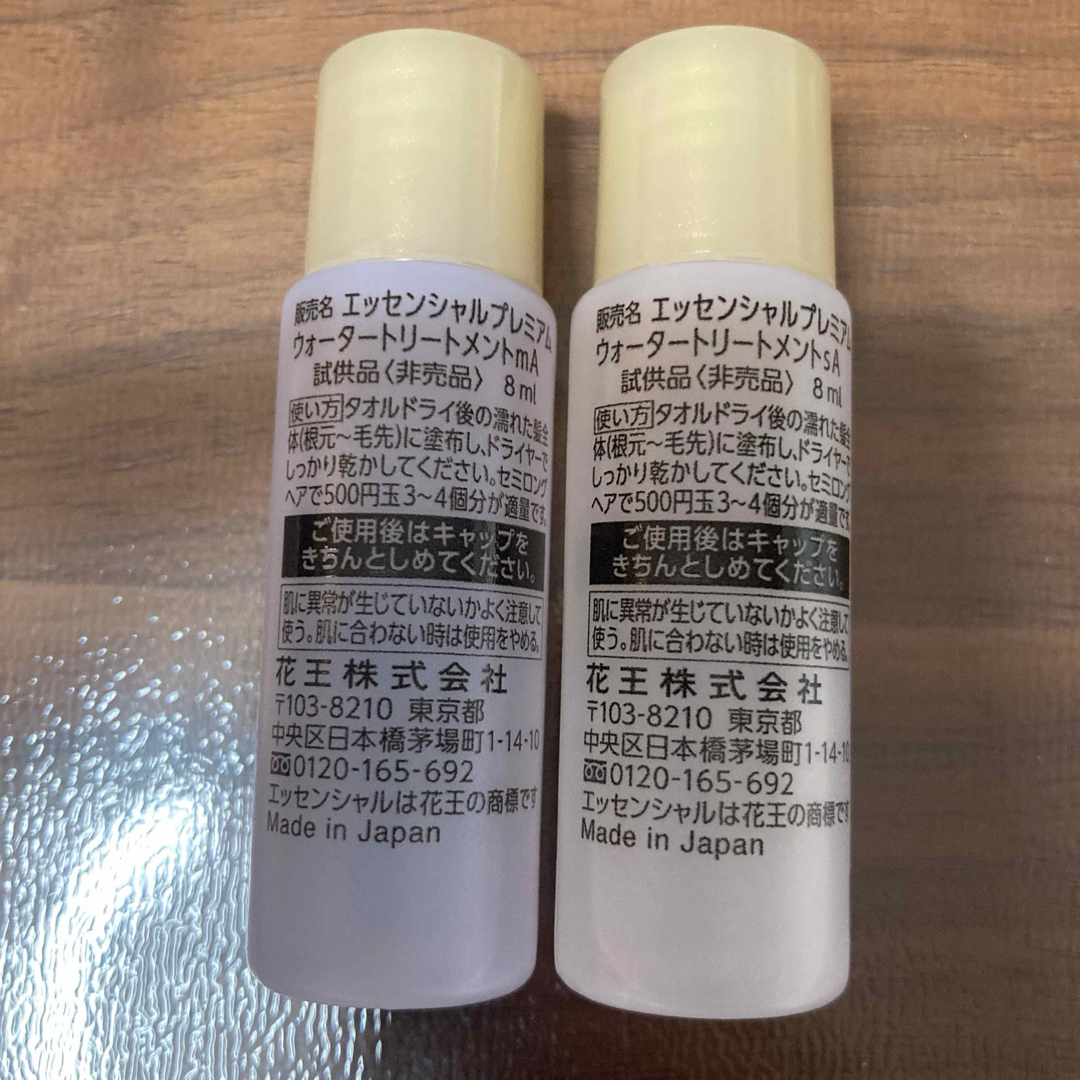 販売名 エッセンシャルプレミアム
ウォータートリートメントmA
試供品〈非売品〉 8ml
使い方 タオルドライ後の濡れた髪全
体(根元～毛先)に塗布し、ドライヤーで
しっかり乾かしてください。セミロング
ヘアで500円玉3～4個分が適量です。
ご使用後はキャップを
きちんとしめてください。
肌に異常が生じていないかよく注意して
使う。肌に合わない時は使用をやめる。
花王株式会社
〒103-8210 東京都
中央区日本橋茅場町1-14-10
0120-165-692
エッセンシャルは花王の商標です
Made in Japan
販売名 エッセンシャルプレミアム
ウォータートリートメントsA
試供品〈非売品〉 8ml
使い方 タオルドライ後の濡れた髪全
体(根元～毛先)に塗布し、ドライヤーで
しっかり乾かしてください。セミロング
ヘアで500円玉3～4個分が適量です。
ご使用後はキャップを
きちんとしめてください。
肌に異常が生じていないかよく注意して
使う。肌に合わない時は使用をやめる。
花王株式会社
〒103-8210 東京都
中央区日本橋茅場町1-14-10
0120-165-692
エッセンシャルは花王の商標です
Made in Japan